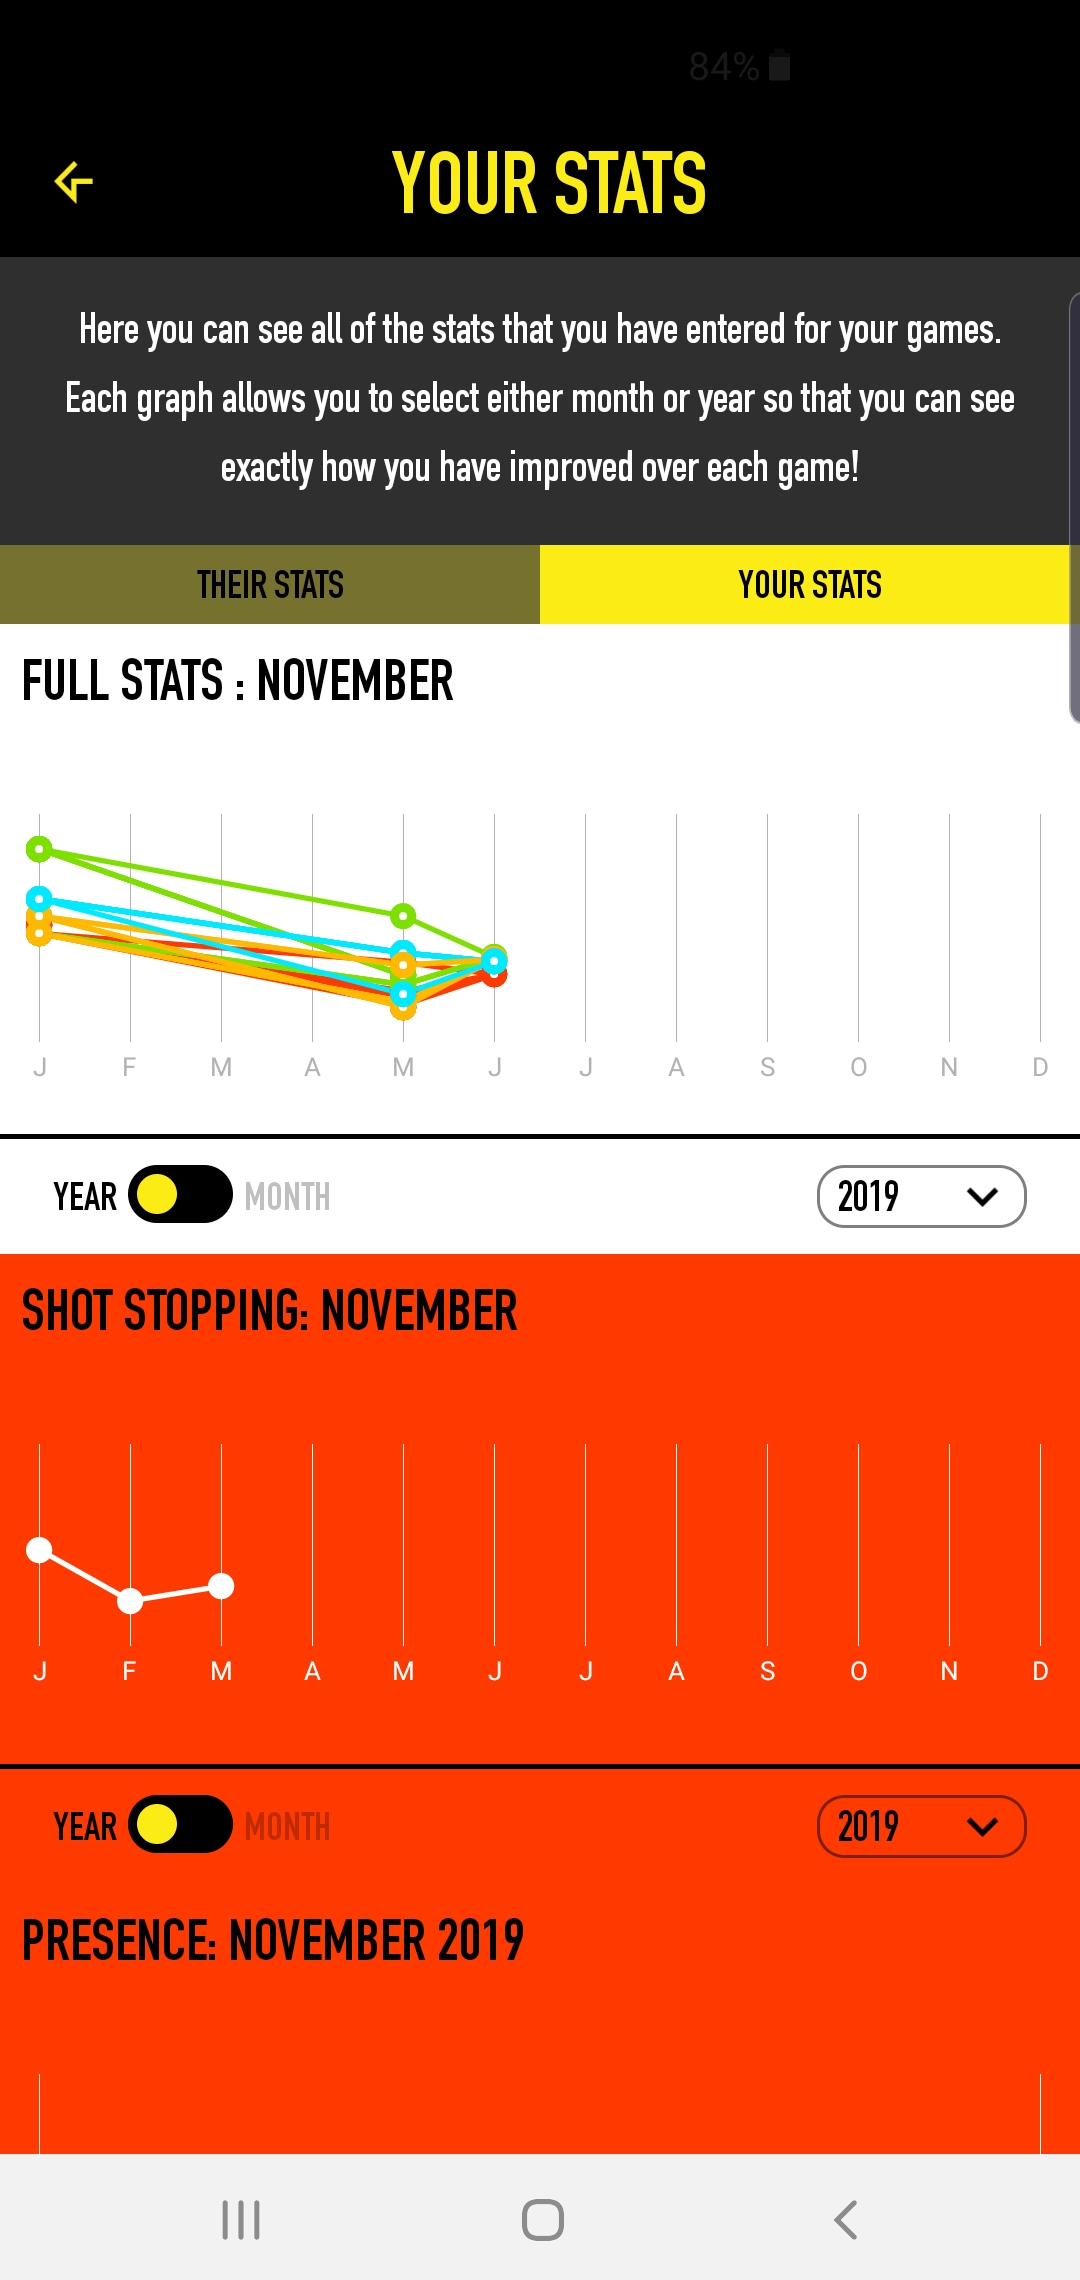 84%
YOUR STATS
Here you can see all of the stats that you have entered for your games.
Each graph allows you to select either month or year so that you can see
exactly how you have improved over each game!
THEIR STATS YOUR STATS
FULL STATS : NOVEMBER
J F M A M J J A S O N D
YEAR MONTH 2019
SHOT STOPPING: NOVEMBER
J F M A M J J A S O N D
YEAR MONTH 2019
PRESENCE: NOVEMBER 2019